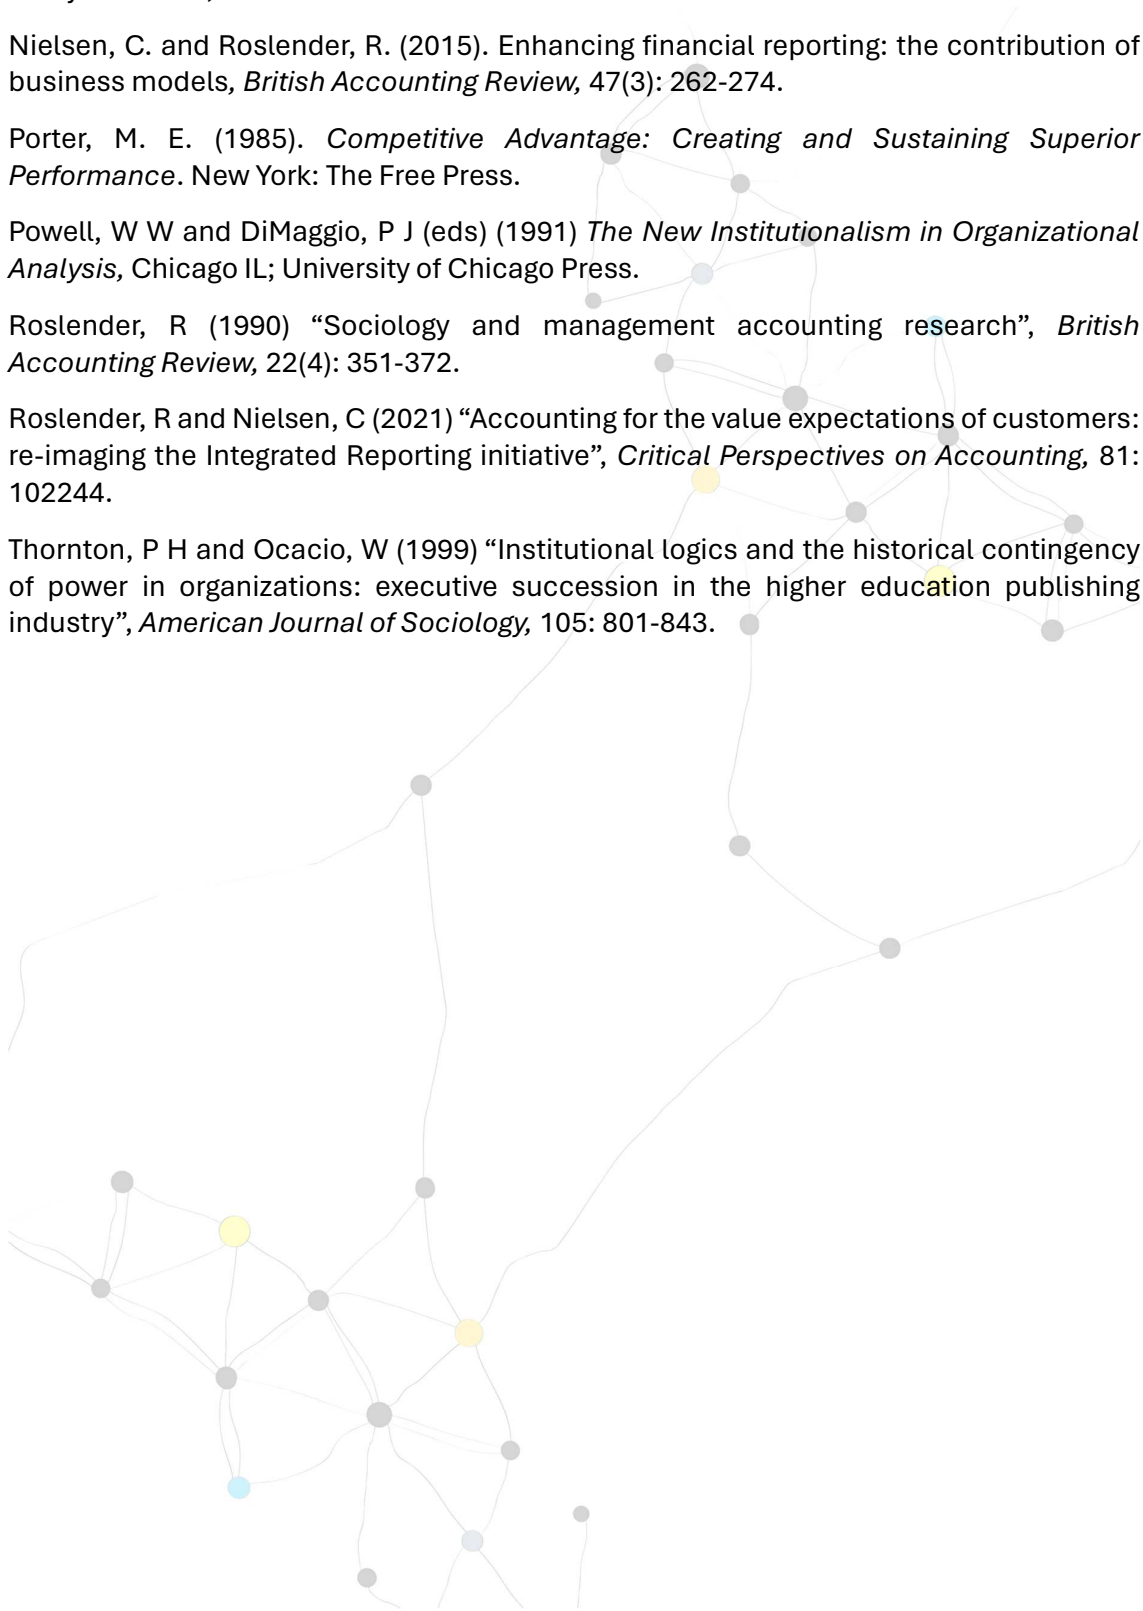 Nielsen, C. and Roslender, R. (2015). Enhancing financial reporting: the contribution of
business models, British Accounting Review, 47(3): 262-274.
Porter, M. E. (1985). Competitive Advantage: Creating and Sustaining Superior
Performance. New York: The Free Press.
Powell, W W and DiMaggio, P J (eds) (1991) The New Institutionalism in Organizational
Analysis, Chicago IL; University of Chicago Press.
Roslender, R (1990) “Sociology and management accounting research”, British
Accounting Review, 22(4): 351-372.
Roslender, R and Nielsen, C (2021) “Accounting for the value expectations of customers:
re-imaging the Integrated Reporting initiative”, Critical Perspectives on Accounting, 81:
102244.
Thornton, P H and Ocacio, W (1999) “Institutional logics and the historical contingency
of power in organizations: executive succession in the higher education publishing
industry”, American Journal of Sociology, 105: 801-843.